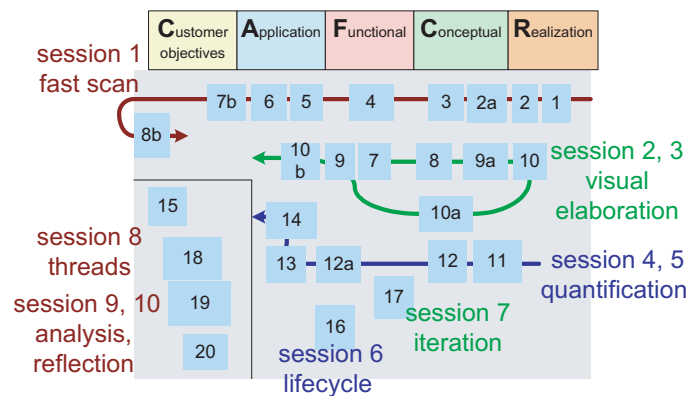 Customer objectives
Application
Functional
Conceptual
Realization
session 1
fast scan
7b 6 5 4 3 2a 2 1
8b
10b 9 7 8 9a 10
session 2, 3
visual
elaboration
10a
15
14
session 8
threads
18
13 12a 12 11
session 4, 5
quantification
session 9, 10
analysis,
reflection
19
17
16
session 7
iteration
20
session 6
lifecycle